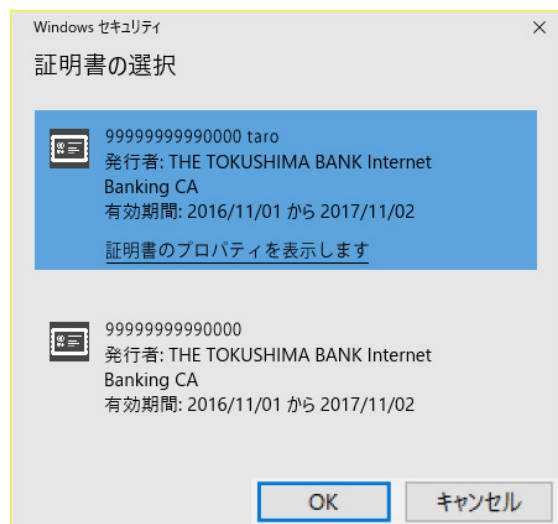 Windows セキュリティ
証明書の選択
99999999990000 taro
発行者: THE TOKUSHIMA BANK Internet
Banking CA
有効期間: 2016/11/01 から 2017/11/02
証明書のプロパティを表示します
99999999990000
発行者: THE TOKUSHIMA BANK Internet
Banking CA
有効期間: 2016/11/01 から 2017/11/02
OK キャンセル